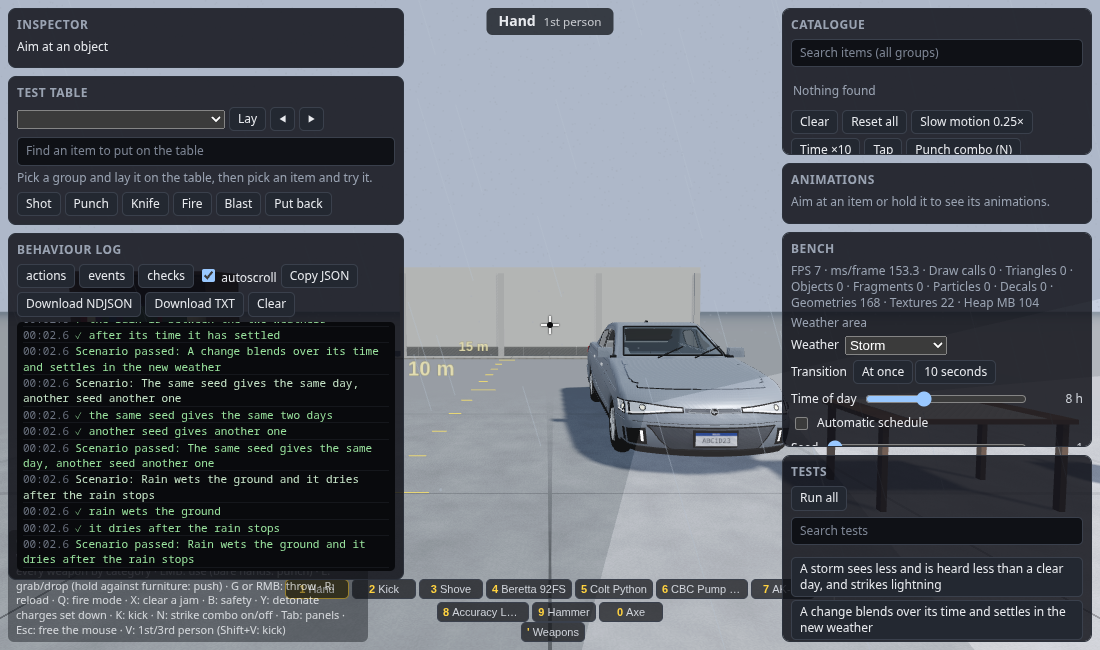 INSPECTOR
Aim at an object
TEST TABLE
Lay ◄ ►
Find an item to put on the table
Pick a group and lay it on the table, then pick an item and try it.
Shot Punch Knife Fire Blast Put back
BEHAVIOUR LOG
actions events checks autoscroll Copy JSON
Download NDJSON Download TXT Clear
00:02.6 ✓ after its time it has settled
00:02.6 Scenario passed: A change blends over its time
and settles in the new weather
00:02.6 Scenario: The same seed gives the same day,
another seed another one
00:02.6 ✓ the same seed gives the same two days
00:02.6 ✓ another seed gives another one
00:02.6 Scenario passed: The same seed gives the same
day, another seed another one
00:02.6 Scenario: Rain wets the ground and it dries
after the rain stops
00:02.6 ✓ rain wets the ground
00:02.6 ✓ it dries after the rain stops
00:02.6 Scenario passed: Rain wets the ground and it
dries after the rain stops
grab/drop (hold against furniture: push) · G or RMB: throw · R:
reload · Q: fire mode · X: clear a jam · B: safety · Y: detonate
charges set down · K: kick · N: strike combo on/off · Tab: panels ·
Esc: free the mouse · V: 1st/3rd person (Shift+V: kick)
Hand 1st person
15 m
10 m
1 Hand 2 Kick 3 Shove 4 Beretta 92FS 5 Colt Python 6 CBC Pump ... 7
8 Accuracy L... 9 Hammer 0 Axe
' Weapons
CATALOGUE
Search items (all groups)
Nothing found
Clear Reset all Slow motion 0.25×
Time ×10 Tap Punch combo (N)
ANIMATIONS
Aim at an item or hold it to see its animations.
BENCH
FPS 7 · ms/frame 153.3 · Draw calls 0 · Triangles 0 ·
Objects 0 · Fragments 0 · Particles 0 · Decals 0 ·
Geometries 168 · Textures 22 · Heap MB 104
Weather area
Weather Storm
Transition At once 10 seconds
Time of day 8 h
Automatic schedule
TESTS
Run all
Search tests
A storm sees less and is heard less than a clear
day, and strikes lightning
A change blends over its time and settles in the
new weather